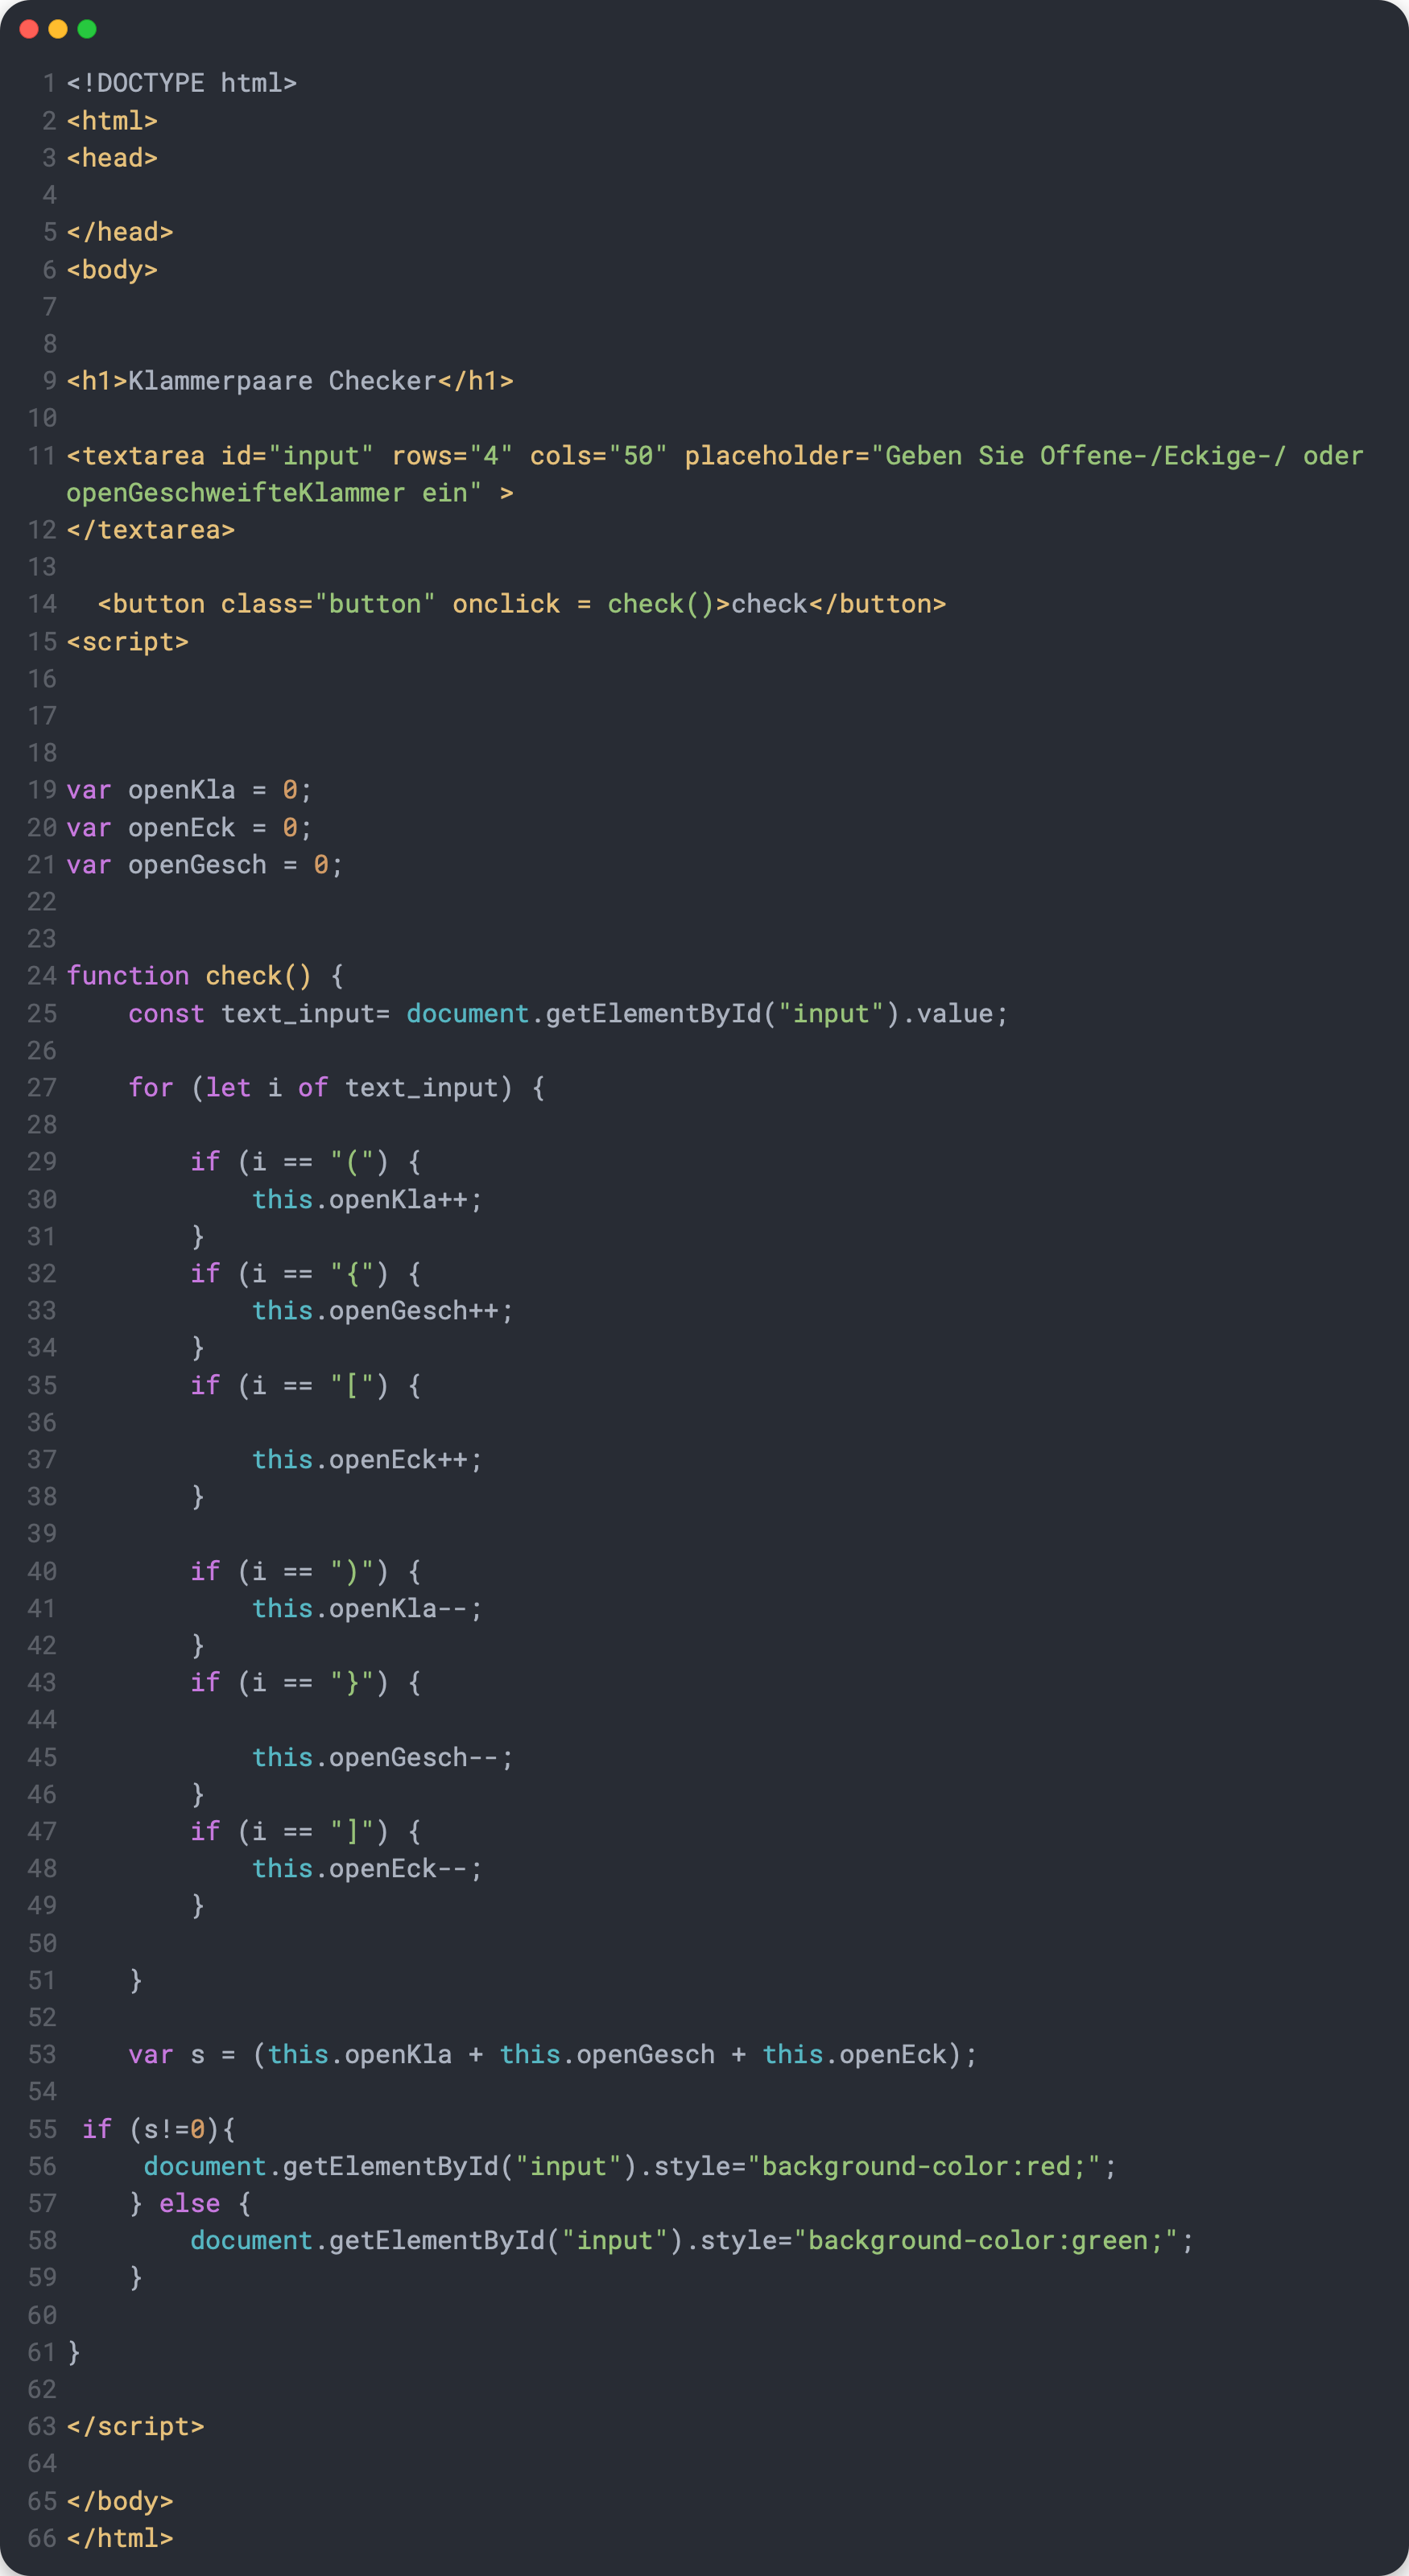 1 <!DOCTYPE html>
2 <html>
3 <head>
4
5 </head>
6 <body>
7
8
9 <h1>Klammerpaare Checker</h1>
10
11 <textarea id="input" rows="4" cols="50" placeholder="Geben Sie Offene-/Eckige-/ oder
openGeschweifteKlammer ein" >
12 </textarea>
13
14   <button class="button" onclick = check()>check</button>
15 <script>
16
17
18
19 var openKla = 0;
20 var openEck = 0;
21 var openGesch = 0;
22
23
24 function check() {
25     const text_input= document.getElementById("input").value;
26
27     for (let i of text_input) {
28
29         if (i == "(") {
30             this.openKla++;
31         }
32         if (i == "{") {
33             this.openGesch++;
34         }
35         if (i == "[") {
36
37             this.openEck++;
38         }
39
40         if (i == ")") {
41             this.openKla--;
42         }
43         if (i == "}") {
44
45             this.openGesch--;
46         }
47         if (i == "]") {
48             this.openEck--;
49         }
50
51     }
52
53     var s = (this.openKla + this.openGesch + this.openEck);
54
55  if (s!=0){
56      document.getElementById("input").style="background-color:red;";
57     } else {
58         document.getElementById("input").style="background-color:green;";
59     }
60
61 }
62
63 </script>
64
65 </body>
66 </html>